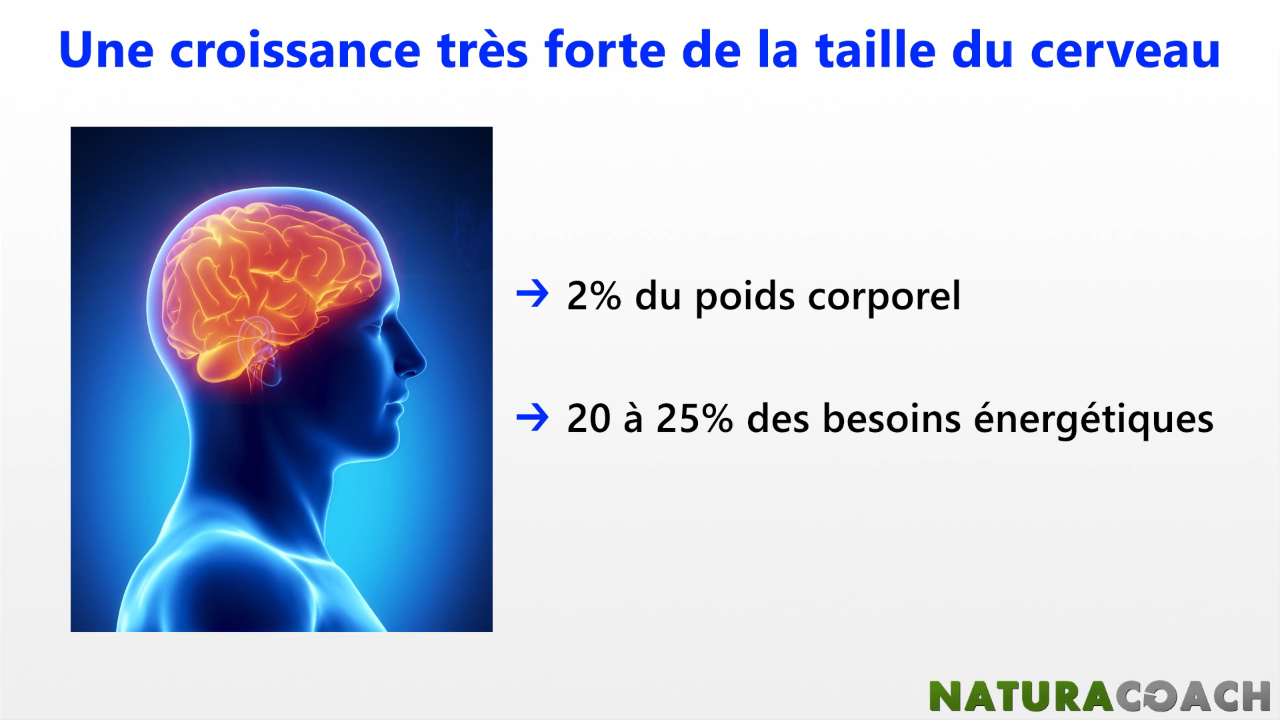 Une croissance très forte de la taille du cerveau
→ 2% du poids corporel
→ 20 à 25% des besoins énergétiques
NATURACOACH